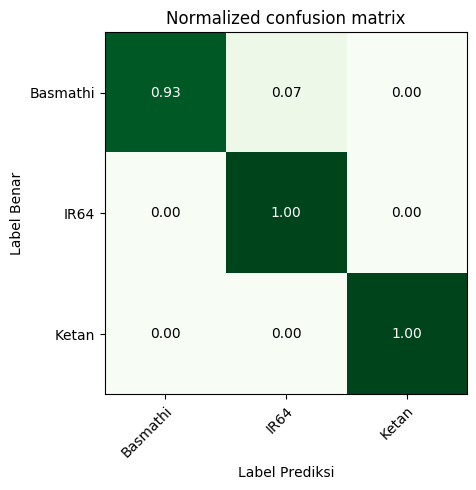 Normalized confusion matrix
Label Benar
Basmathi 0.93 0.07 0.00
IR64 0.00 1.00 0.00
Ketan 0.00 0.00 1.00
Basmathi IR64 Ketan
Label Prediksi